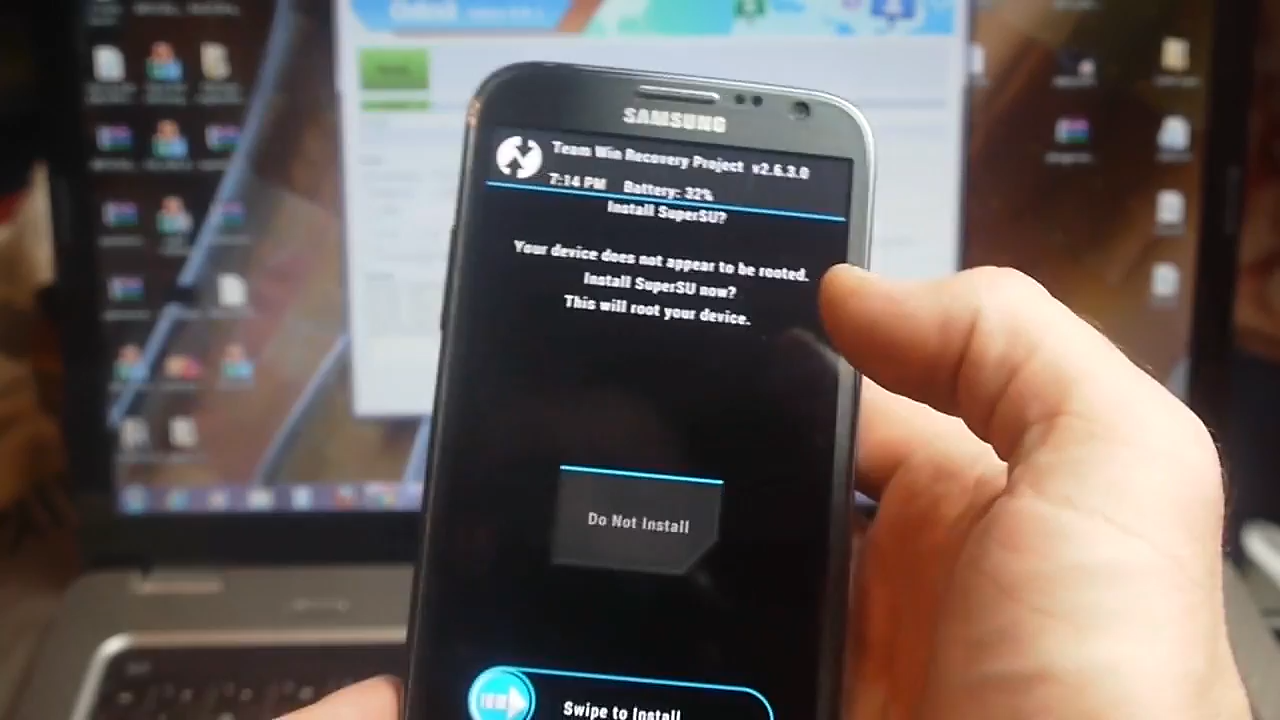 SAMSUNG
Team Win Recovery Project v2.6.3.0
7:14 PM Battery: 32%
Install SuperSU?
Your device does not appear to be rooted.
Install SuperSU now?
This will root your device.
Do Not Install
Swipe to Install